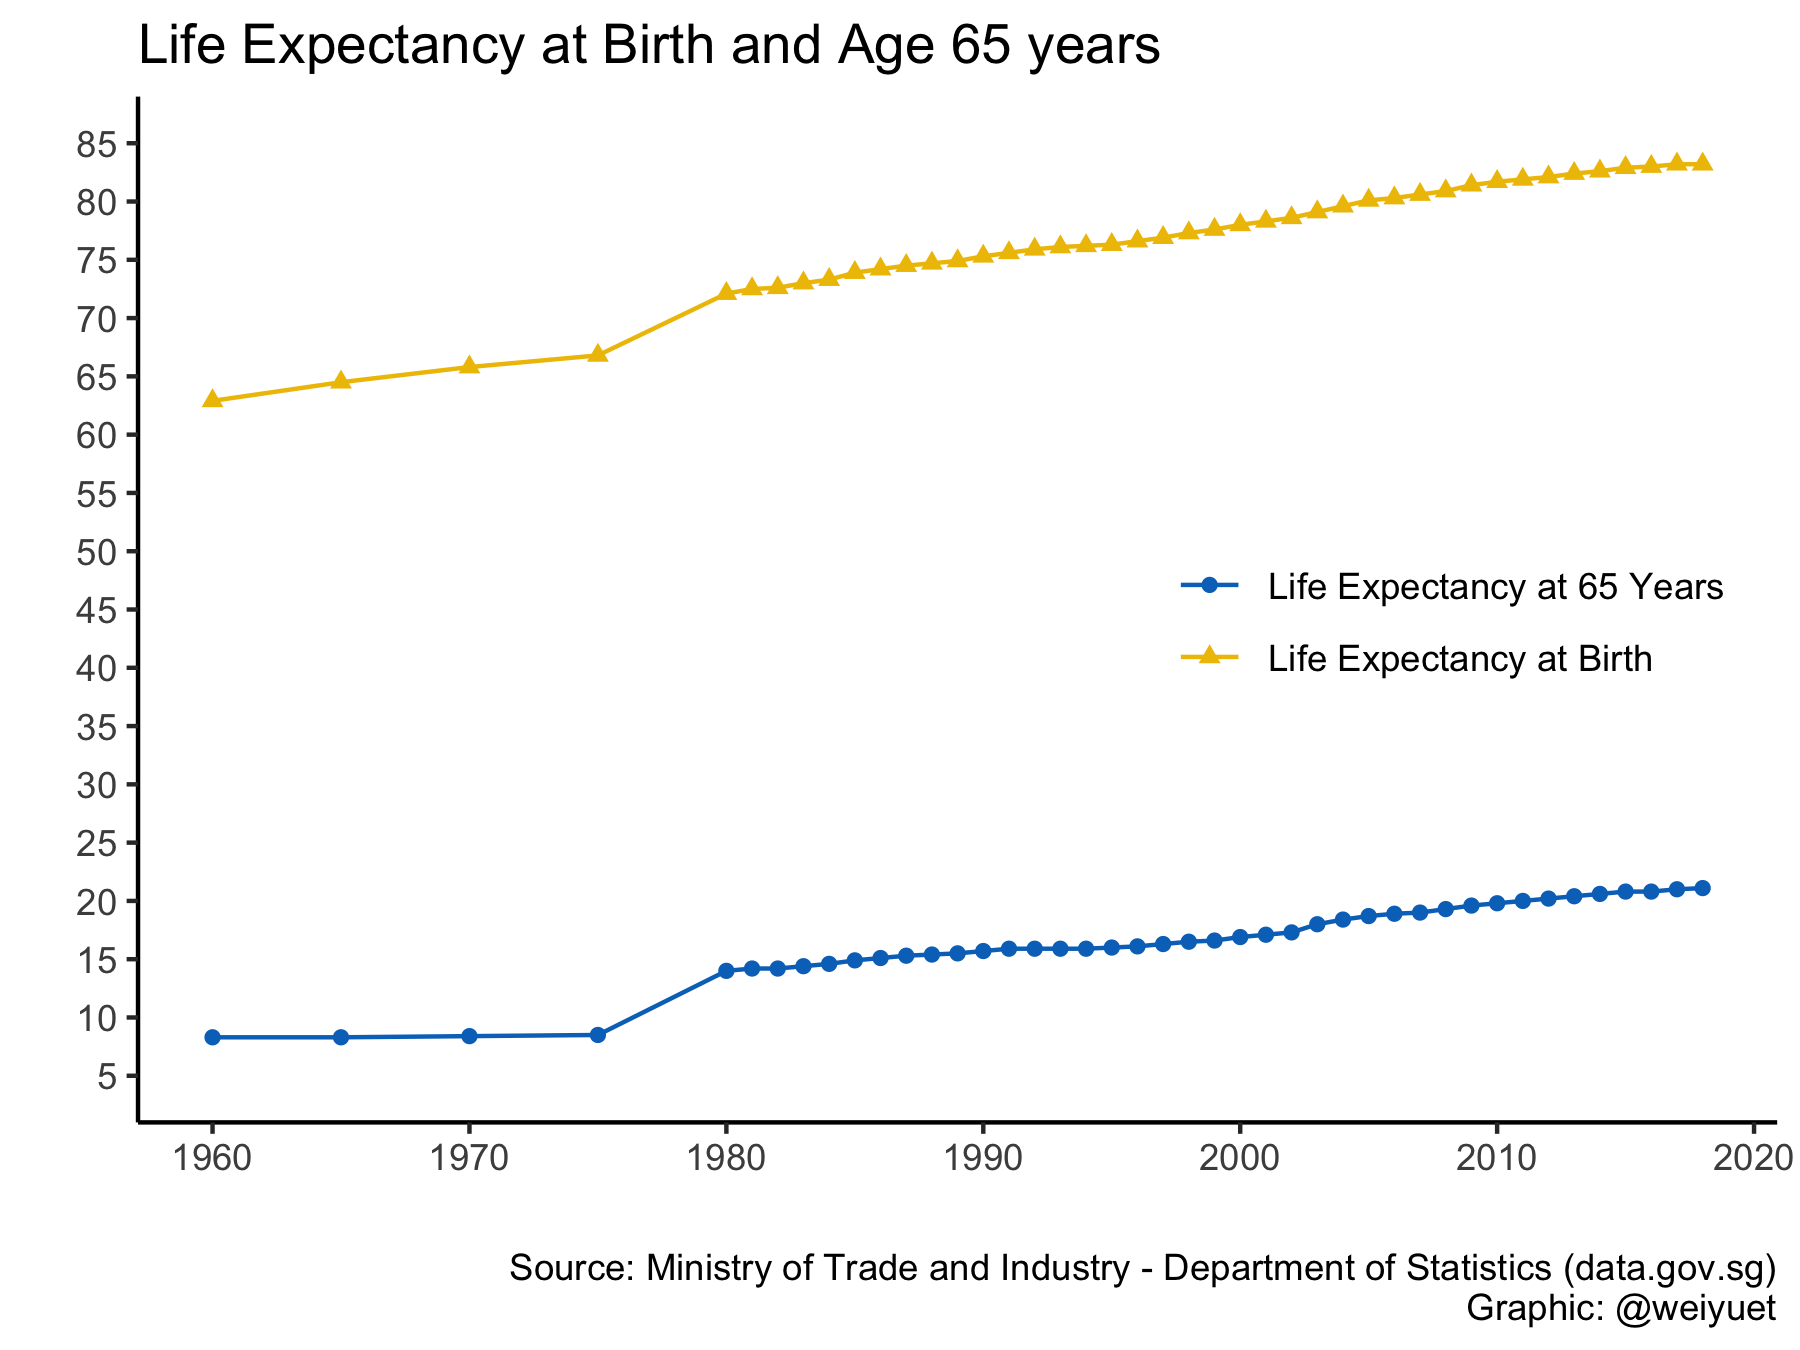 Life Expectancy at Birth and Age 65 years
85
80
75
70
65
60
55
50
45
40
35
30
25
20
15
10
5
Life Expectancy at 65 Years
Life Expectancy at Birth
1960 1970 1980 1990 2000 2010 2020
Source: Ministry of Trade and Industry - Department of Statistics (data.gov.sg)
Graphic: @weiyuet